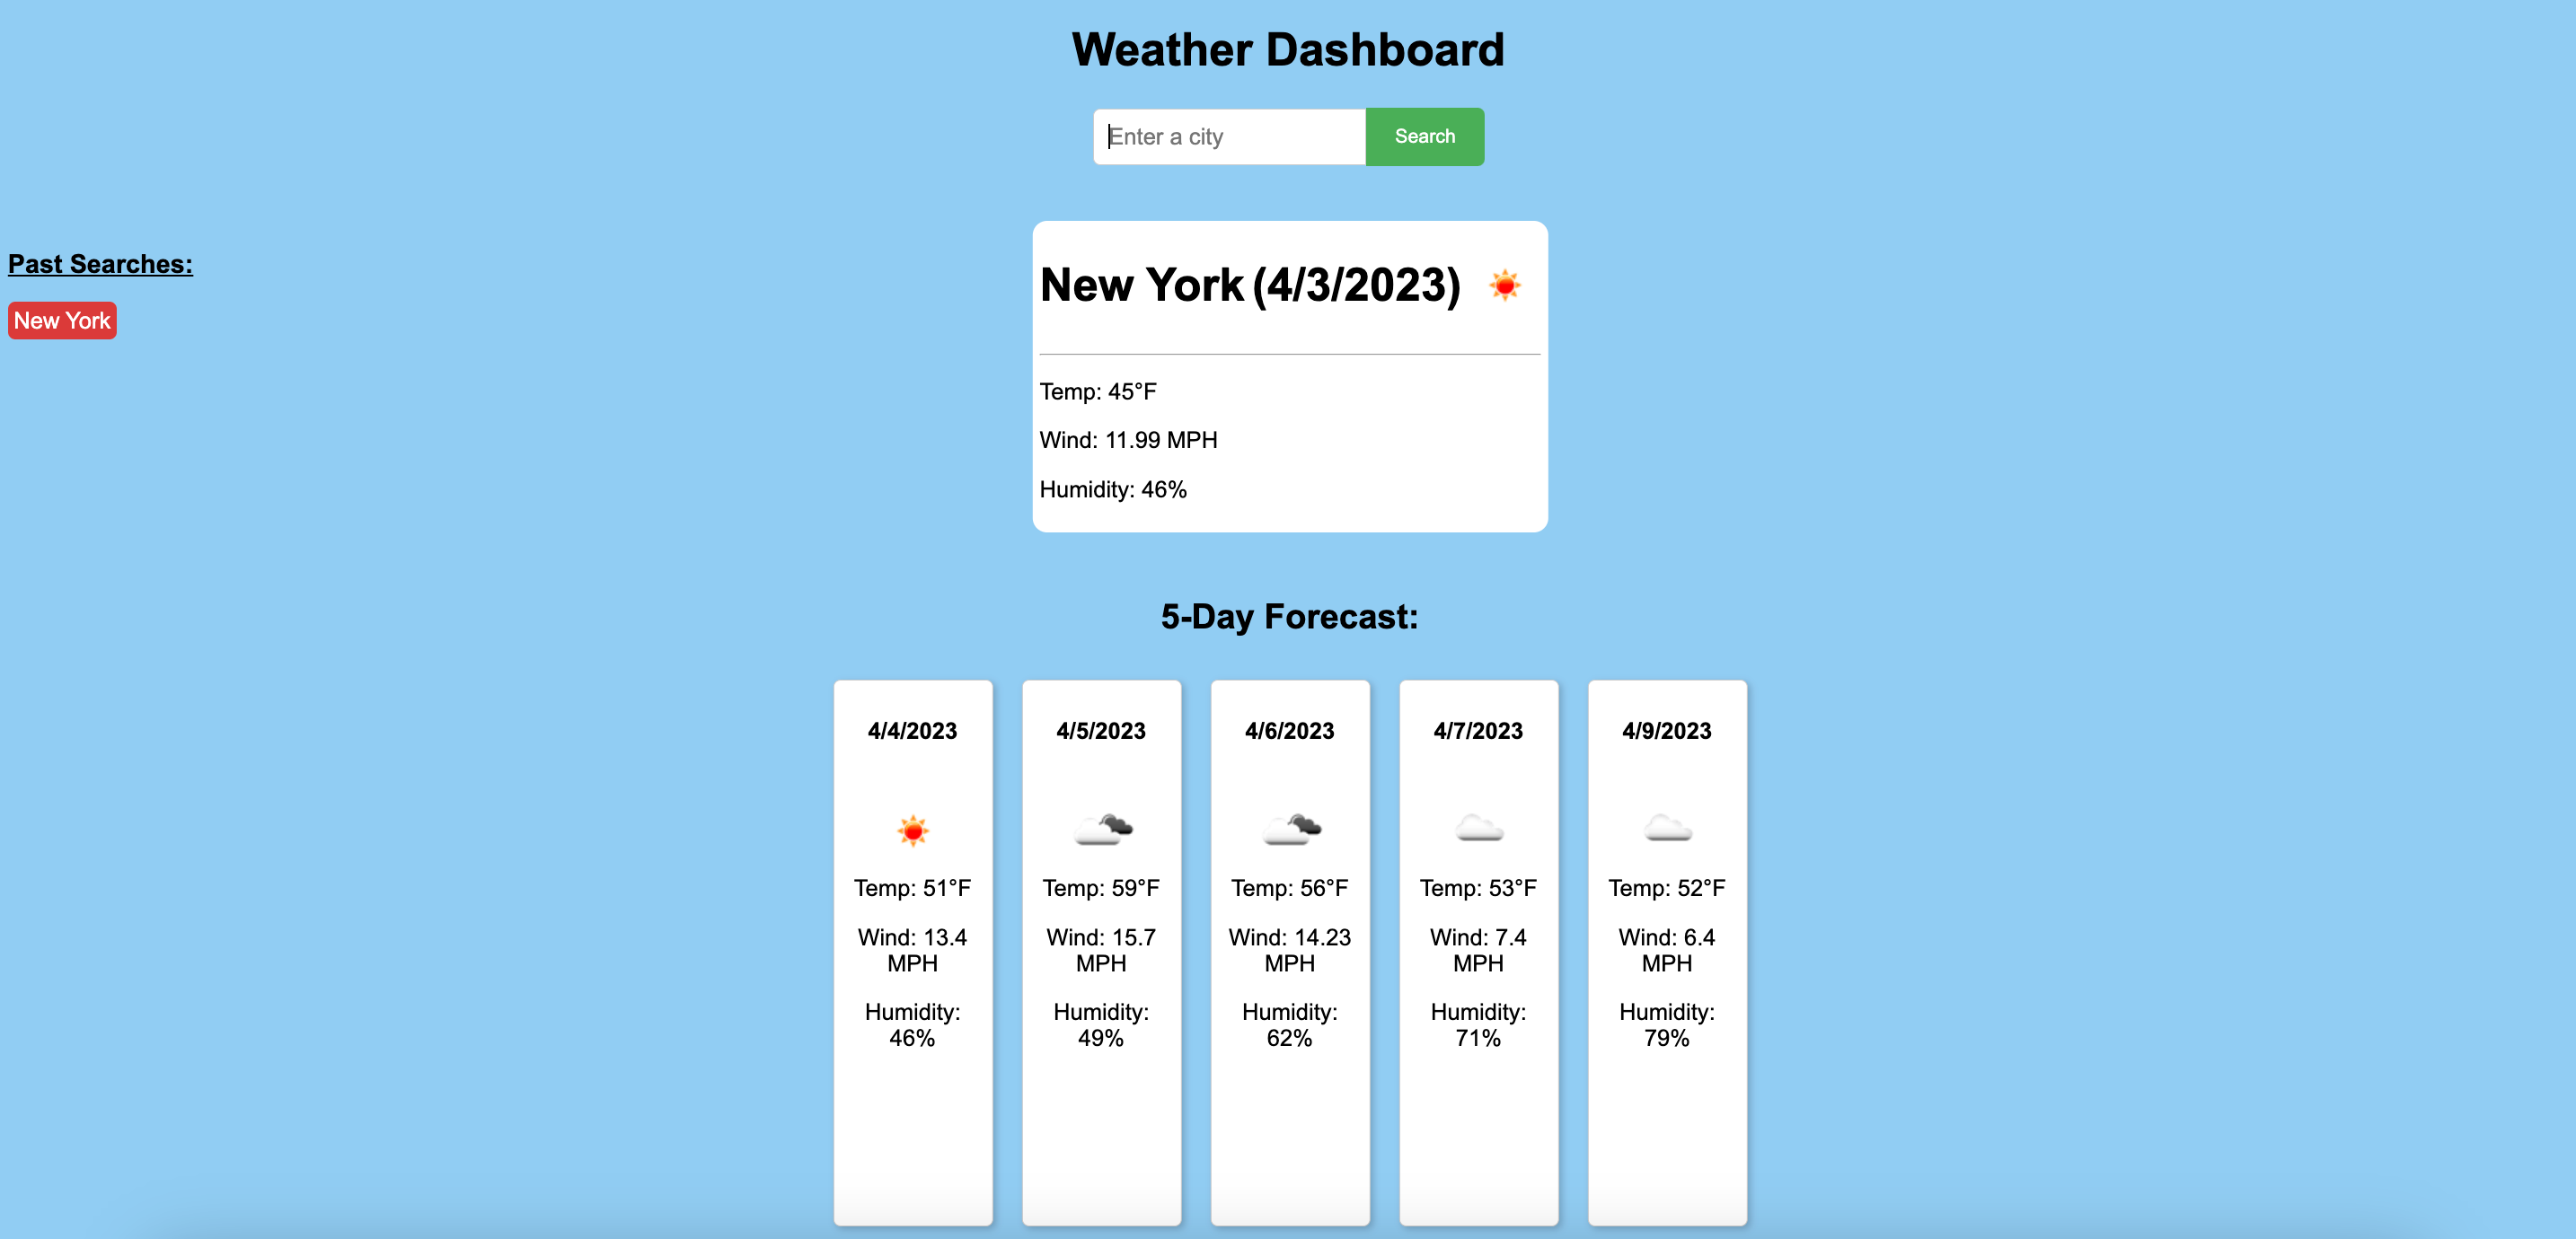 Weather Dashboard
Enter a city
Search
Past Searches:
New York
New York (4/3/2023)
Temp: 45°F
Wind: 11.99 MPH
Humidity: 46%
5-Day Forecast:
4/4/2023
Temp: 51°F
Wind: 13.4
MPH
Humidity:
46%
4/5/2023
Temp: 59°F
Wind: 15.7
MPH
Humidity:
49%
4/6/2023
Temp: 56°F
Wind: 14.23
MPH
Humidity:
62%
4/7/2023
Temp: 53°F
Wind: 7.4
MPH
Humidity:
71%
4/9/2023
Temp: 52°F
Wind: 6.4
MPH
Humidity:
79%